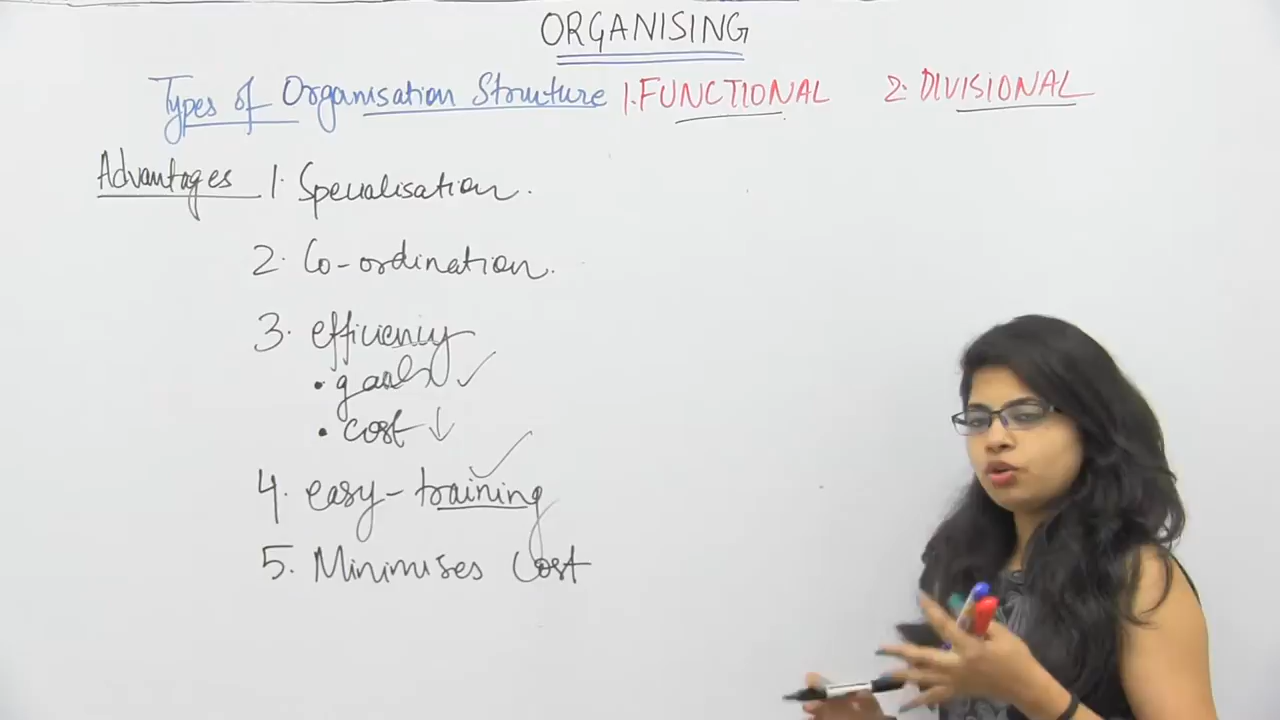 ORGANISING
Types of Organisation Structure 1. FUNCTIONAL 2. DIVISIONAL
Advantages 1. Specialisation.
2. Co-ordination.
3. efficiency
• goals ✓
• cost ↓
4. easy - training ✓
5. Minimises Cost